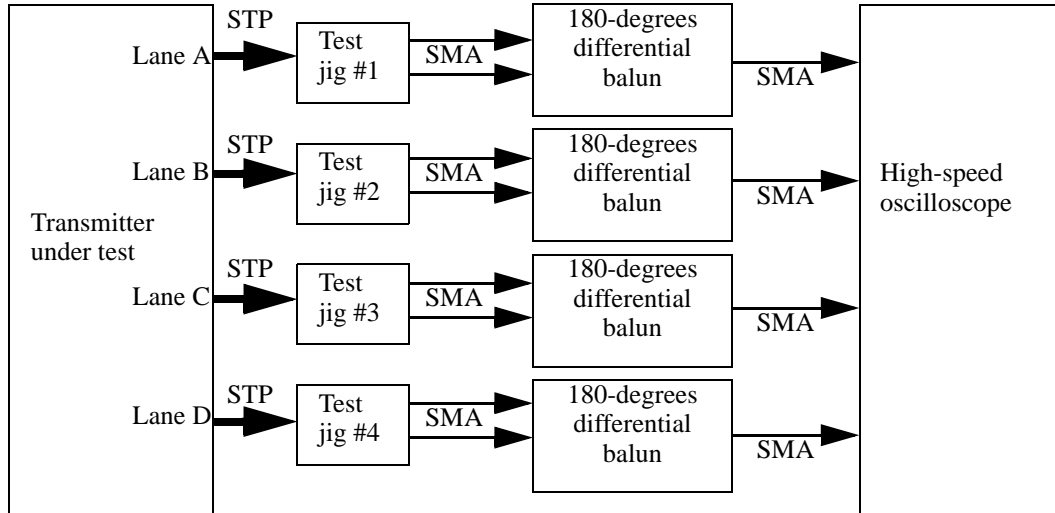 Transmitter
under test
Lane A
STP
Test
jig #1
SMA
180-degrees
differential
balun
SMA
Lane B
STP
Test
jig #2
SMA
180-degrees
differential
balun
SMA
Lane C
STP
Test
jig #3
SMA
180-degrees
differential
balun
SMA
Lane D
STP
Test
jig #4
SMA
180-degrees
differential
balun
SMA
High-speed
oscilloscope